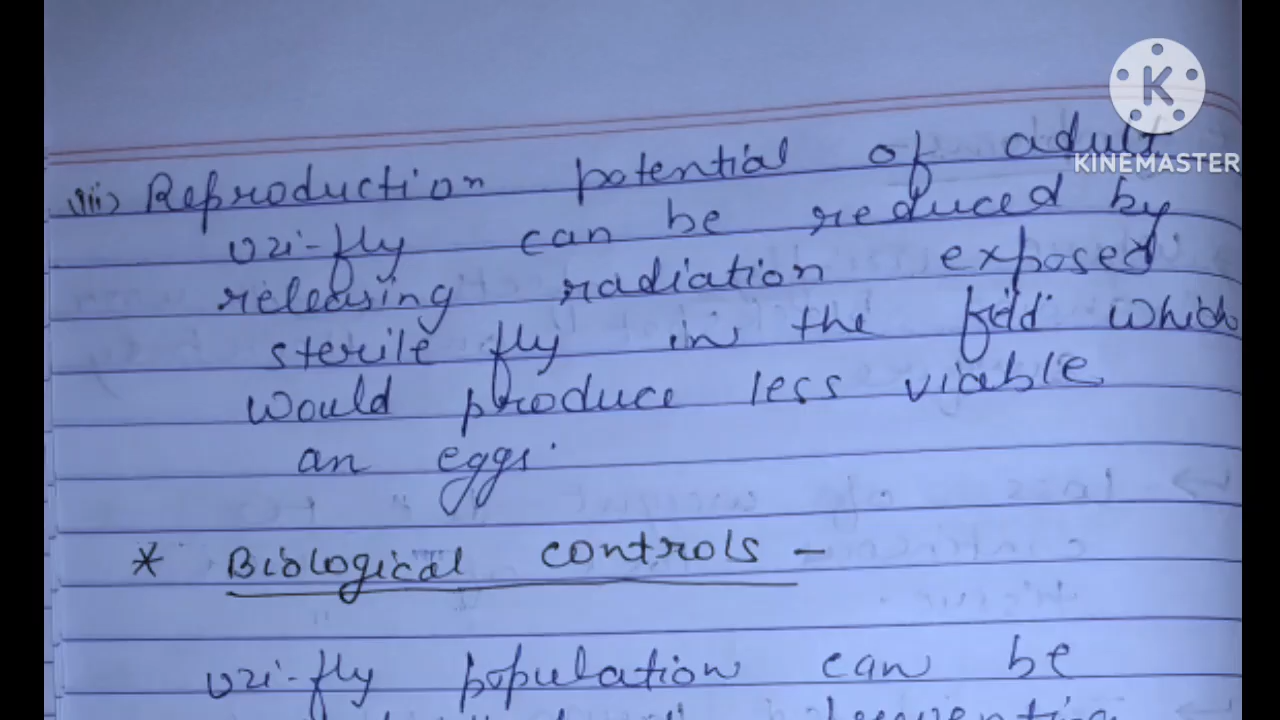 iii) Reproduction potential of adult
uzi-fly can be reduced by
releasing radiation exposed
sterile fly in the field which
would produce less viable
an eggs.
* Biological controls -
uzi-fly population can be
KINEMASTER